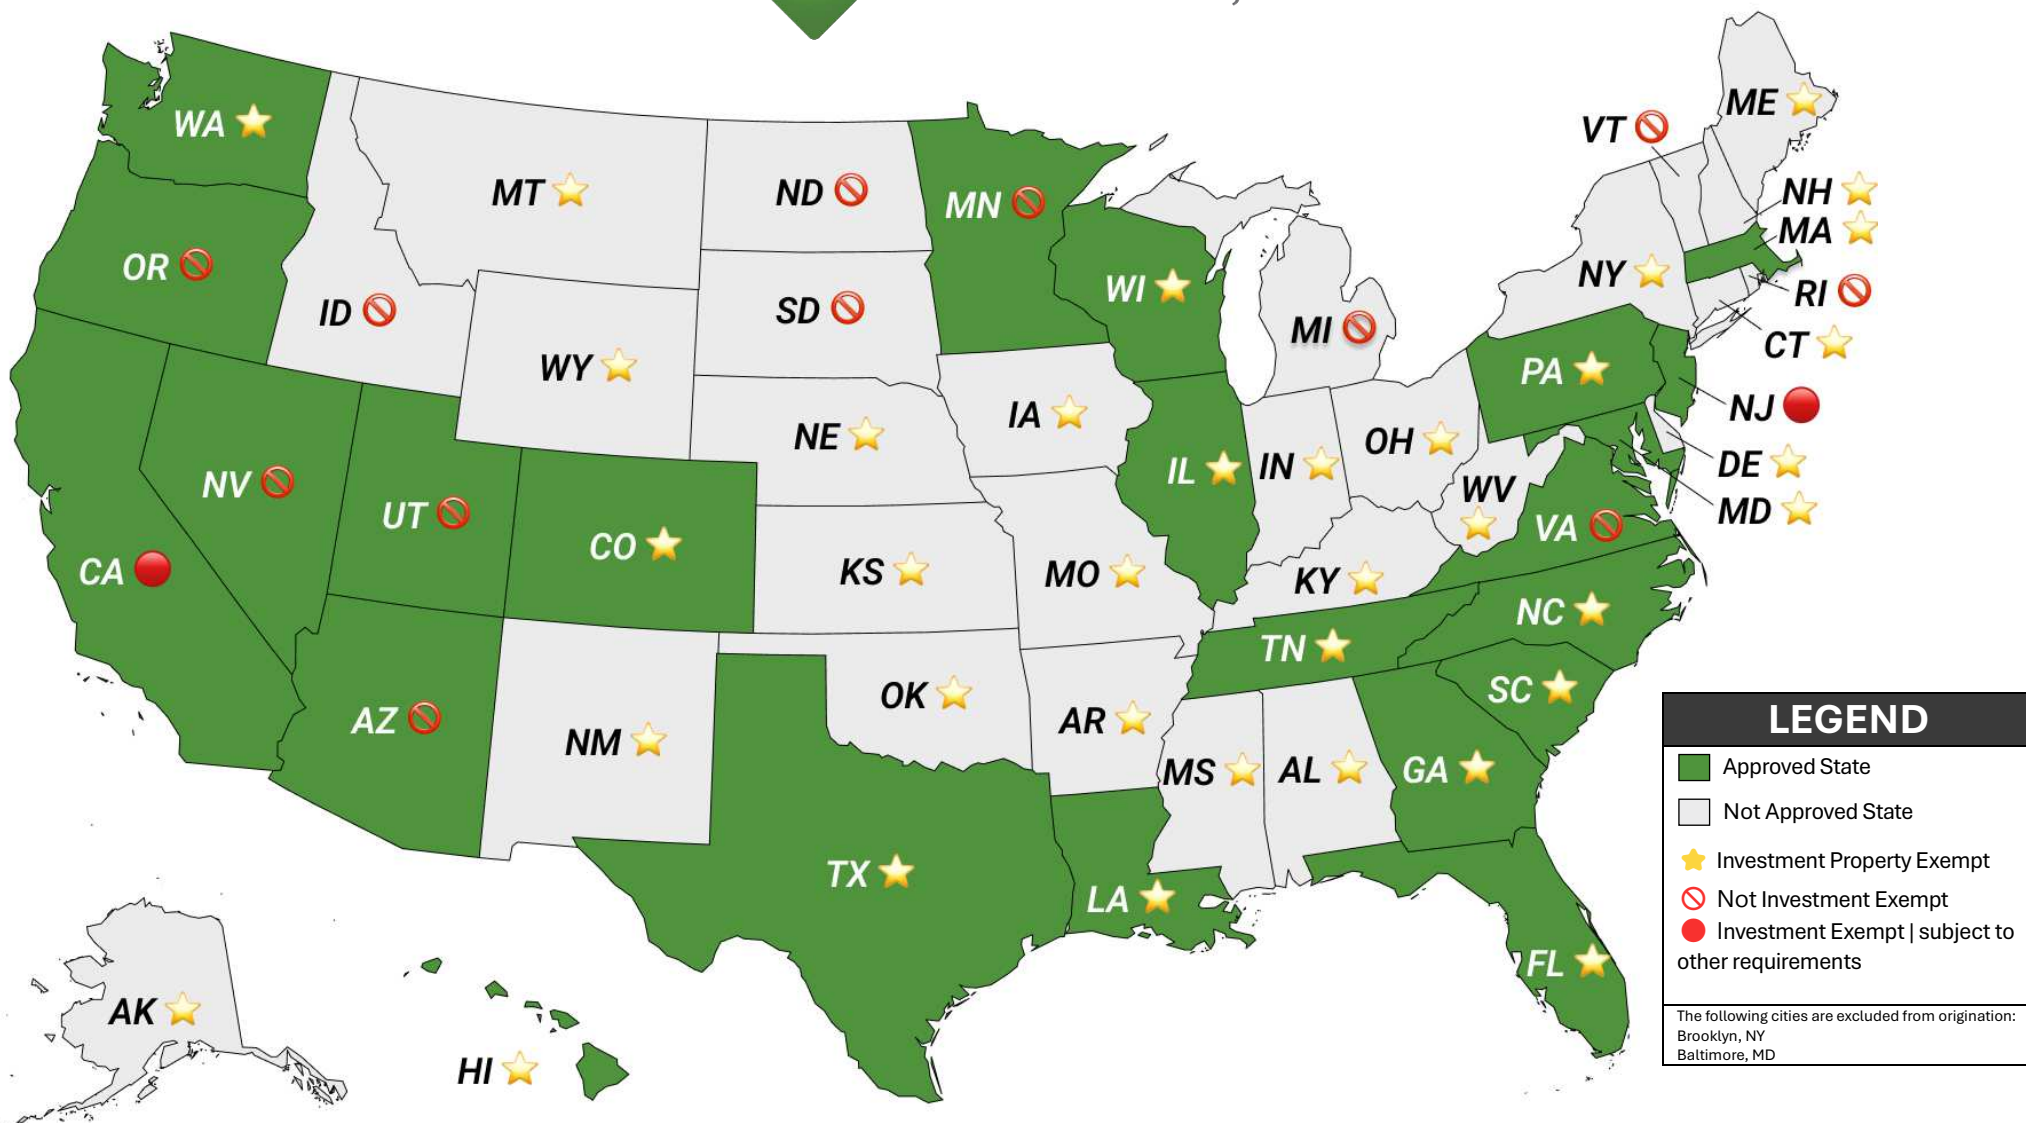 WA
MT
ND
MN
VT
ME
NH
MA
OR
ID
SD
WI
NY
RI
MI
CT
WY
PA
NJ
NE
IA
OH
IN
IL
DE
NV
UT
WV
MD
VA
CO
CA
KS
MO
KY
NC
TN
SC
AZ
NM
OK
AR
MS
AL
GA
TX
LA
FL
AK
HI
LEGEND
Approved State
Not Approved State
Investment Property Exempt
Not Investment Exempt
Investment Exempt | subject to
other requirements
The following cities are excluded from origination:
Brooklyn, NY
Baltimore, MD